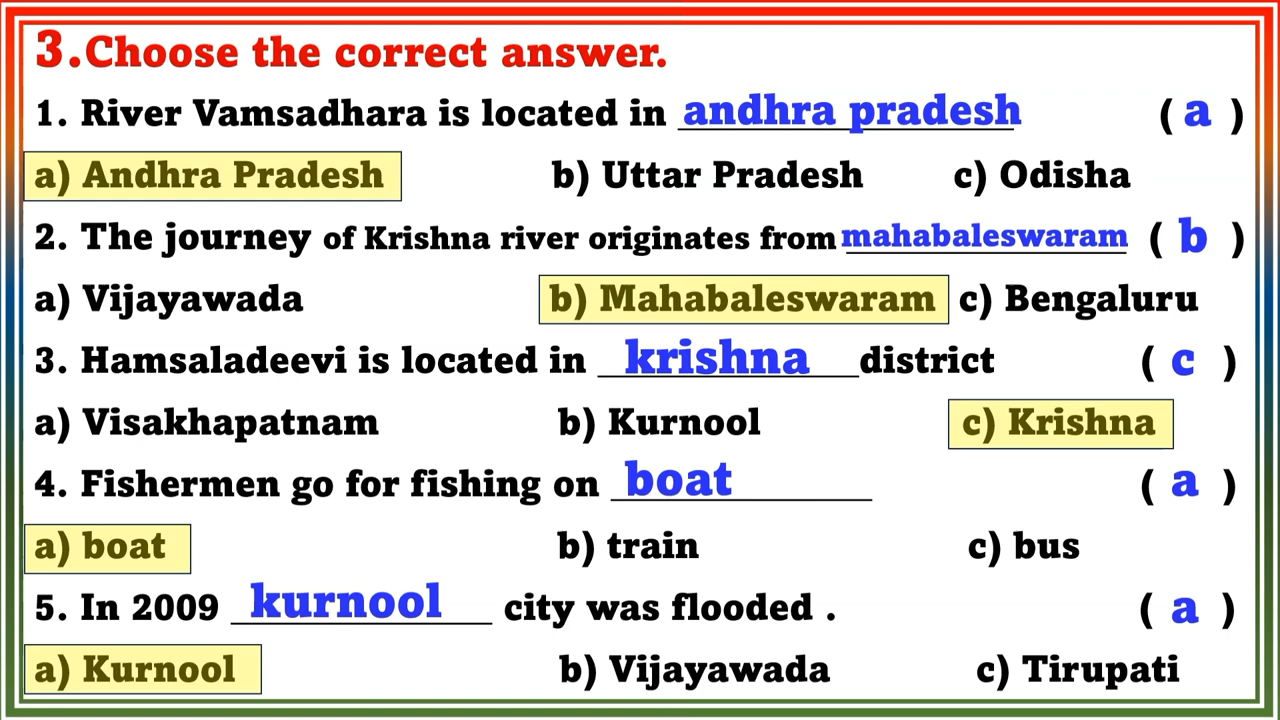 3.Choose the correct answer.
1. River Vamsadhara is located in andhra pradesh ( a )
a) Andhra Pradesh b) Uttar Pradesh c) Odisha
2. The journey of Krishna river originates from mahabaleswaram ( b )
a) Vijayawada b) Mahabaleswaram c) Bengaluru
3. Hamsaladeevi is located in krishna district ( c )
a) Visakhapatnam b) Kurnool c) Krishna
4. Fishermen go for fishing on boat ( a )
a) boat b) train c) bus
5. In 2009 kurnool city was flooded . ( a )
a) Kurnool b) Vijayawada c) Tirupati